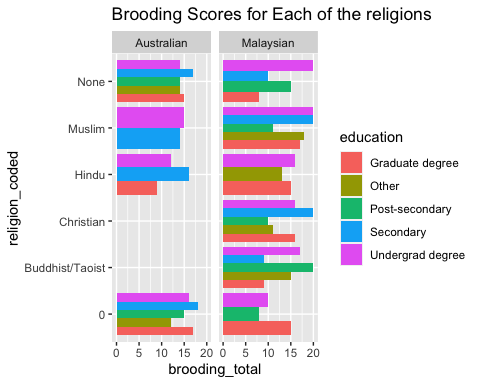 Brooding Scores for Each of the religions
Australian Malaysian
None
Muslim
Hindu
Christian
Buddhist/Taoist
0
religion_coded
0 5 10 15 20 0 5 10 15 20
brooding_total
education
Graduate degree
Other
Post-secondary
Secondary
Undergrad degree